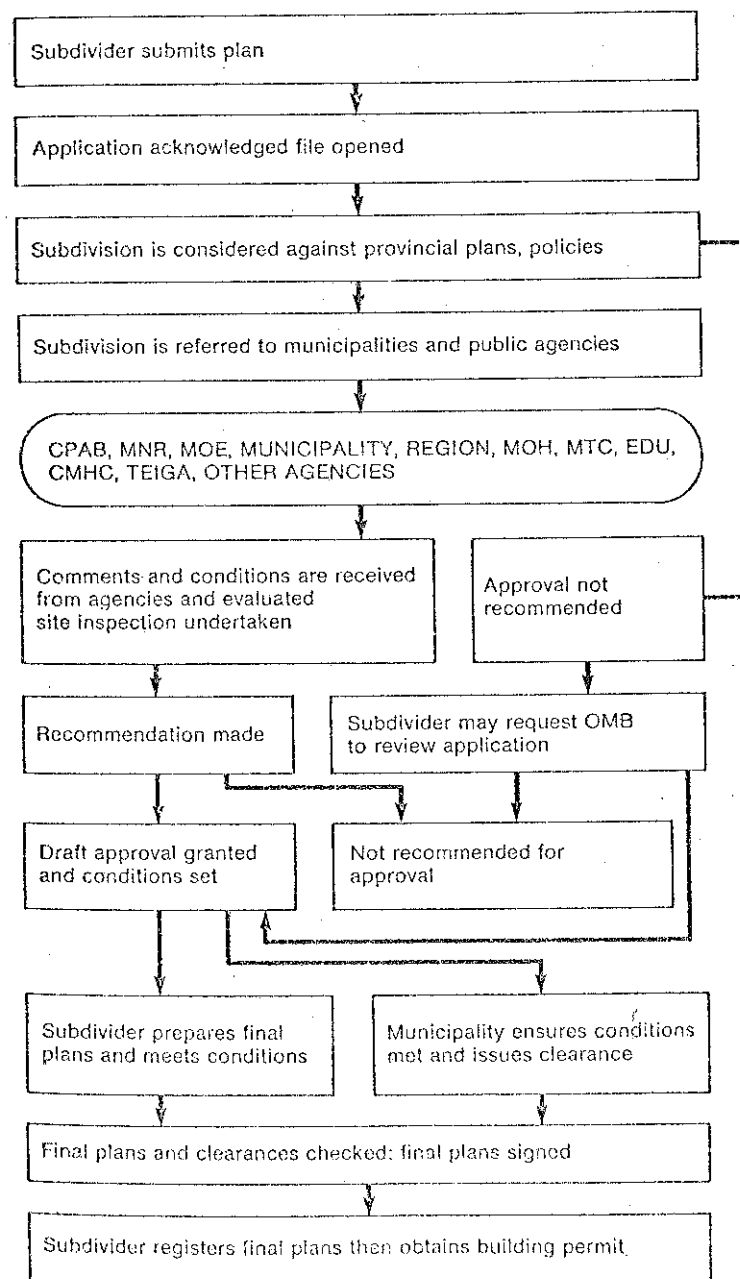 Subdivider submits plan
Application acknowledged file opened
Subdivision is considered against provincial plans, policies
Subdivision is referred to municipalities and public agencies
CPAB, MNR, MOE, MUNICIPALITY, REGION, MOH, MTC, EDU,
CMHC, TEIGA, OTHER AGENCIES
Comments and conditions are received
from agencies and evaluated
site inspection undertaken
Approval not
recommended
Recommendation made
Subdivider may request OMB
to review application
Draft approval granted
and conditions set
Not recommended for
approval
Subdivider prepares final
plans and meets conditions
Municipality ensures conditions
met and issues clearance
Final plans and clearances checked: final plans signed
Subdivider registers final plans then obtains building permit.